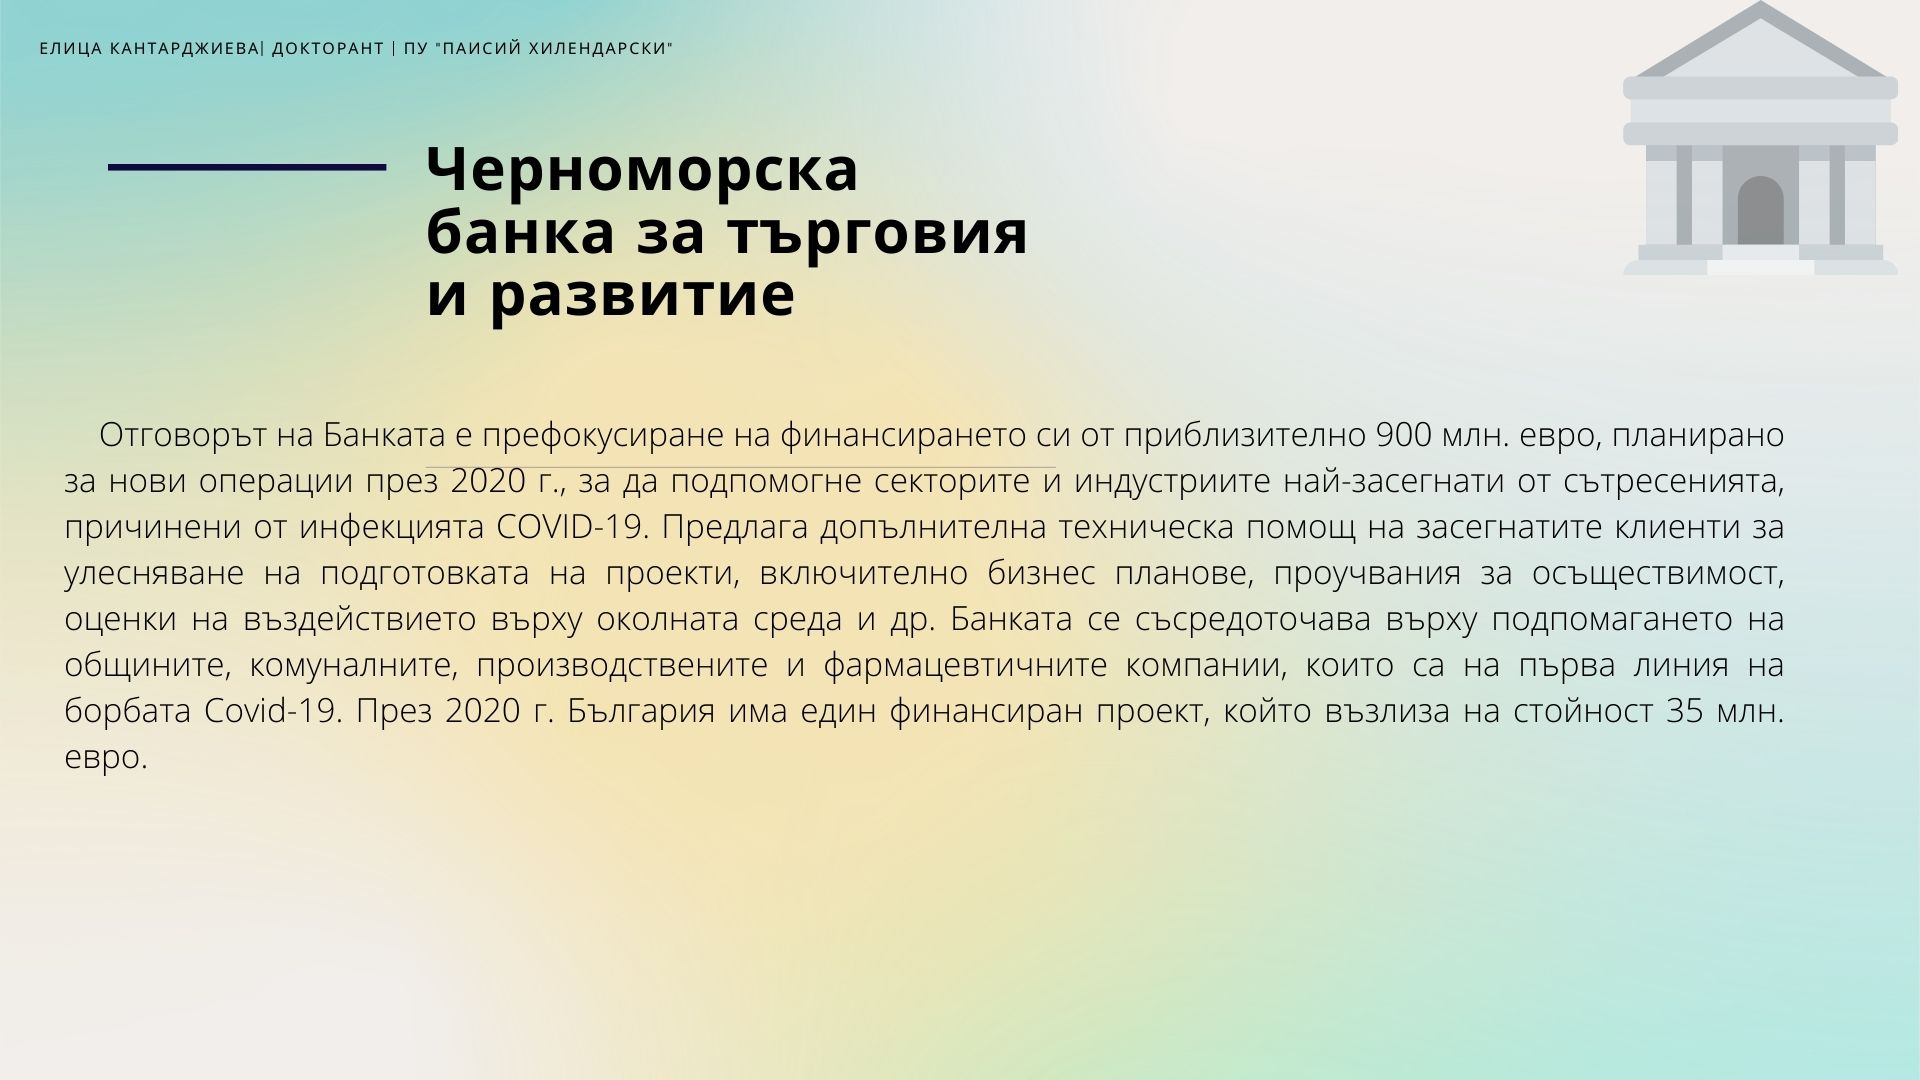 ЕЛИЦА КАНТАРДЖИЕВА| ДОКТОРАНТ | ПУ "ПАИСИЙ ХИЛЕНДАРСКИ"
Черноморска
банка за търговия
и развитие
Отговорът на Банката е префокусиране на финансирането си от приблизително 900 млн. евро, планирано
за нови операции през 2020 г., за да подпомогне секторите и индустриите най-засегнати от сътресенията,
причинени от инфекцията COVID-19. Предлага допълнителна техническа помощ на засегнатите клиенти за
улесняване на подготовката на проекти, включително бизнес планове, проучвания за осъществимост,
оценки на въздействието върху околната среда и др. Банката се съсредоточава върху подпомагането на
общините, комуналните, производствените и фармацевтичните компании, които са на първа линия на
борбата Covid-19. През 2020 г. България има един финансиран проект, който възлиза на стойност 35 млн.
евро.